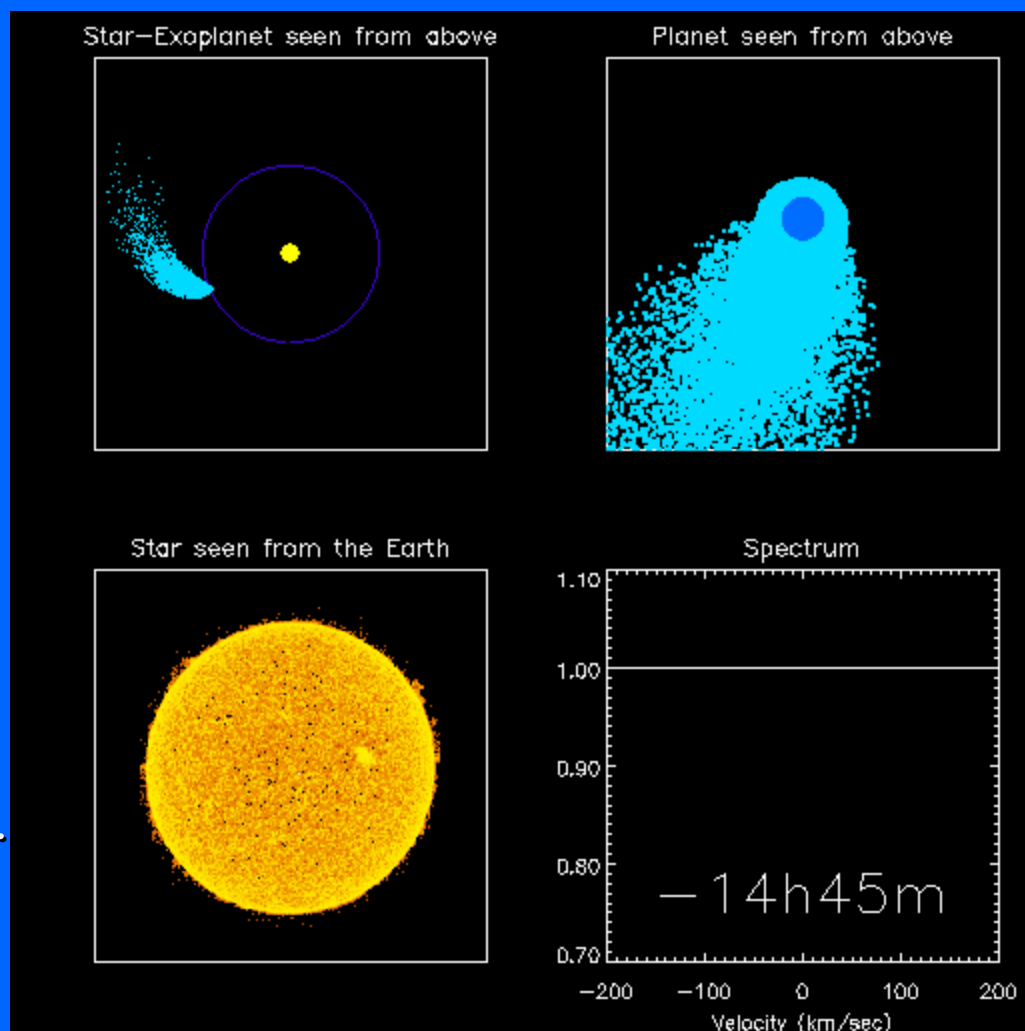 Star-Exoplanet seen from above
Planet seen from above
Star seen from the Earth
Spectrum
1.10
1.00
0.90
0.80
0.70
-14h45m
-200 -100 0 100 200
Velocity (km/sec)